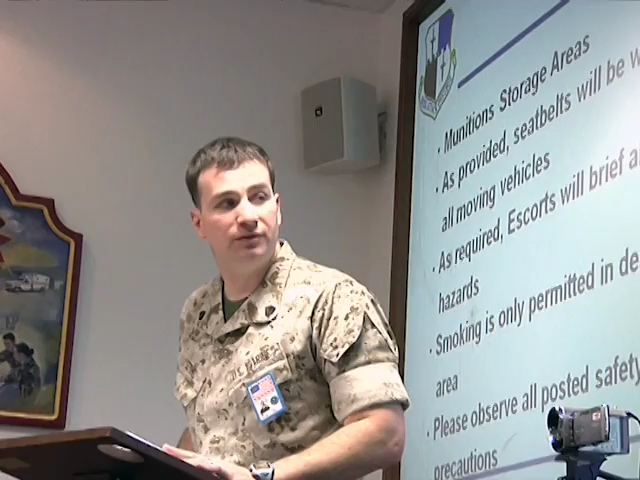 · Munitions Storage Areas
· As provided, seatbelts will be w
all moving vehicles
· As required, Escorts will brief a
hazards
· Smoking is only permitted in de
area
· Please observe all posted safety
precautions